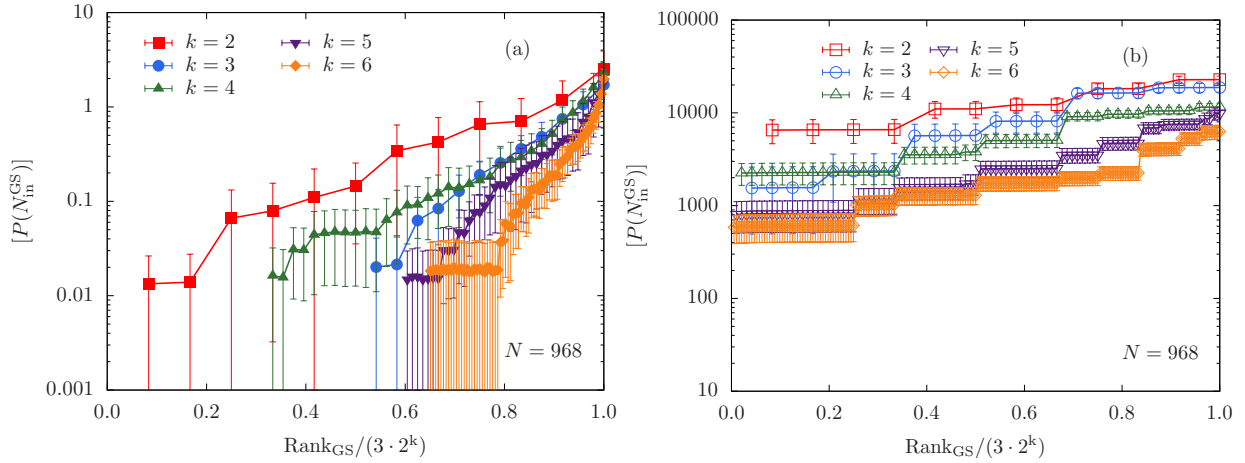 10
1
0.1
0.01
0.001
[P(N_in^GS)]
k = 2
k = 3
k = 4
k = 5
k = 6
(a)
N = 968
0.0 0.2 0.4 0.6 0.8 1.0
Rank_GS/(3 · 2^k)
100000
10000
1000
100
10
[P(N_in^GS)]
k = 2
k = 3
k = 4
k = 5
k = 6
(b)
N = 968
0.0 0.2 0.4 0.6 0.8 1.0
Rank_GS/(3 · 2^k)